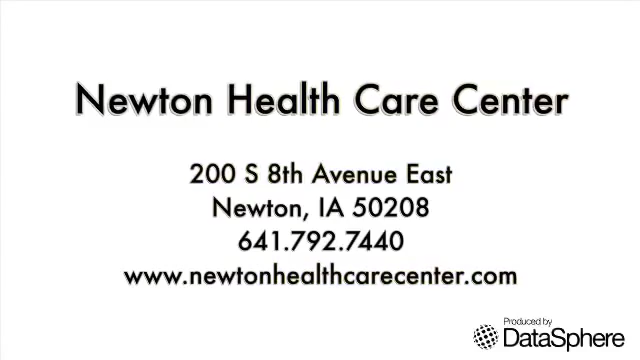 Newton Health Care Center
200 S 8th Avenue East
Newton, IA 50208
641.792.7440
www.newtonhealthcarecenter.com
Produced by
DataSphere